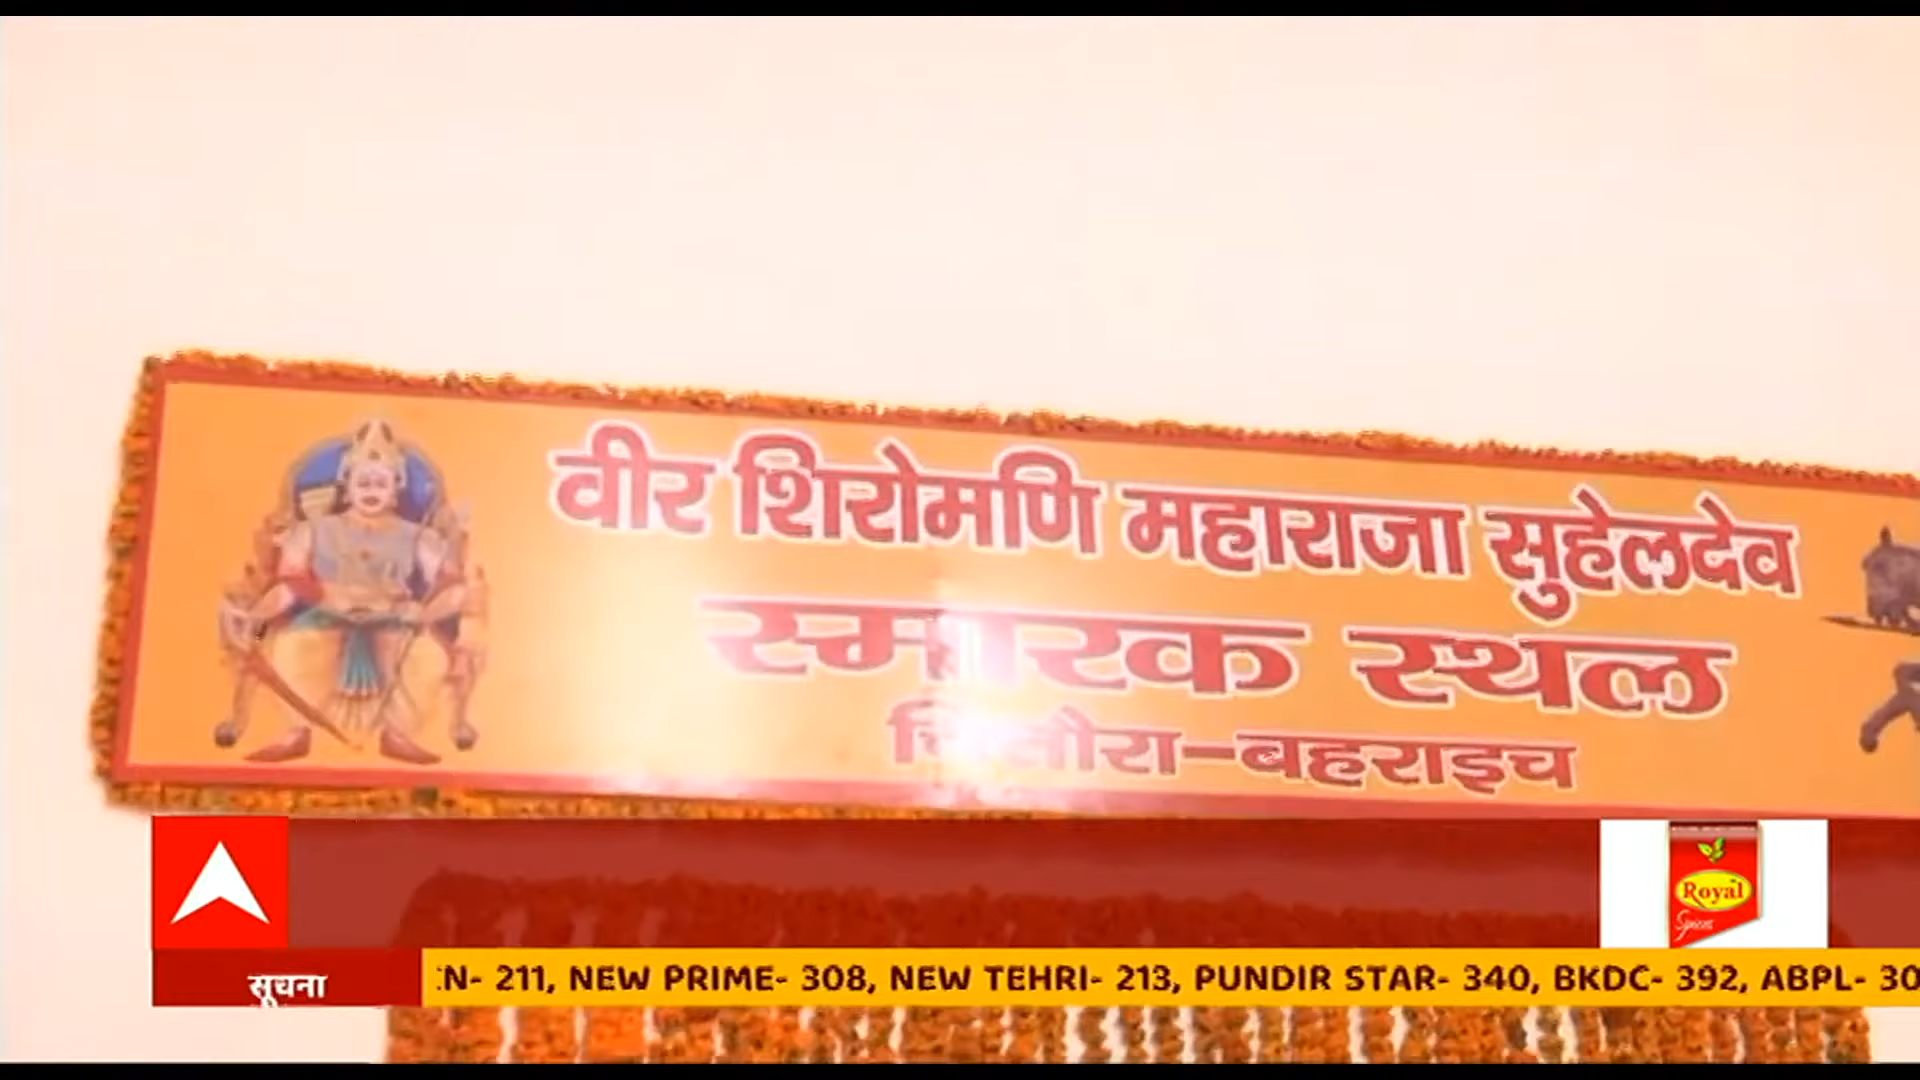 वीर शिरोमणि महाराजा सुहेलदेव
स्मारक स्थल
बहराइच
Royal
Spices
सूचना
N- 211, NEW PRIME- 308, NEW TEHRI- 213, PUNDIR STAR- 340, BKDC- 392, ABPL- 30